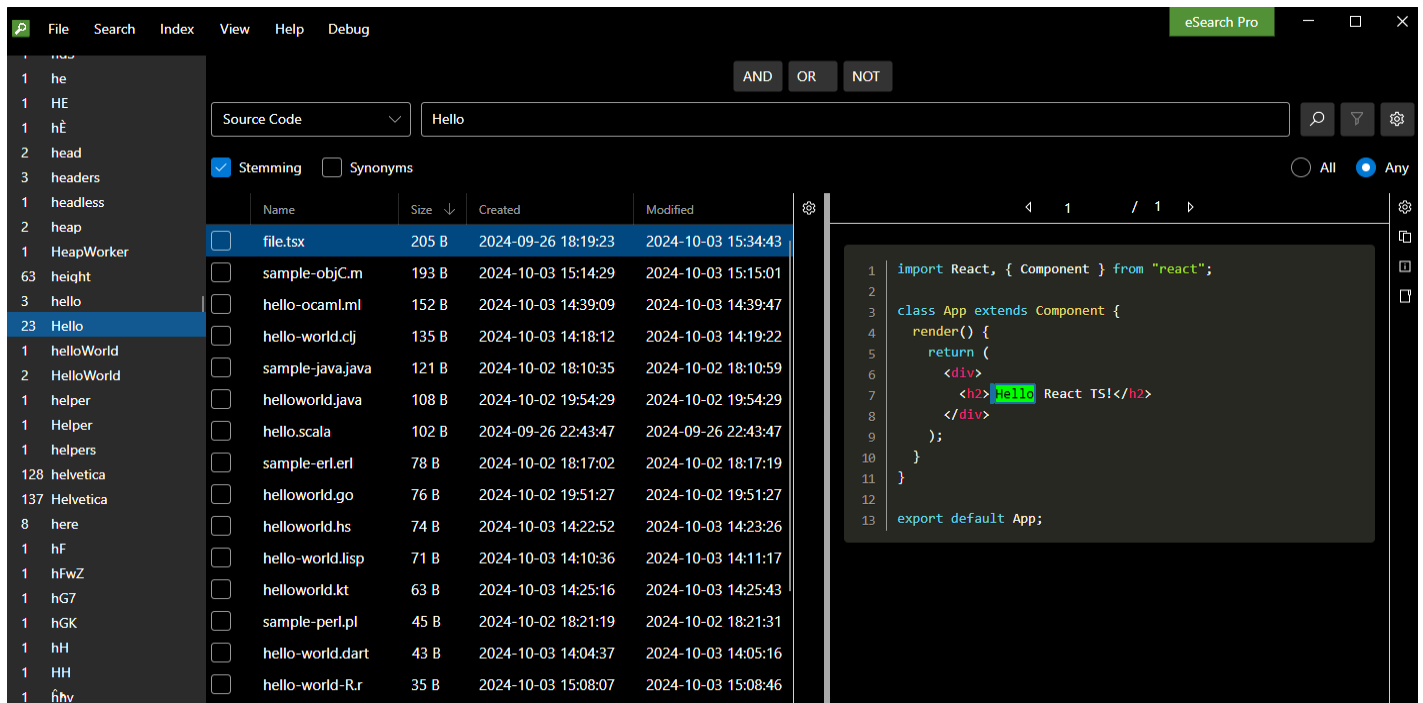 File Search Index View Help Debug eSearch Pro
AND OR NOT
Source Code Hello
Stemming Synonyms All Any
1 he
1 HE
1 hÈ
2 head
3 headers
1 headless
2 heap
1 HeapWorker
63 height
3 hello
23 Hello
1 helloWorld
2 HelloWorld
1 helper
1 Helper
1 helpers
128 helvetica
137 Helvetica
8 here
1 hF
1 hFwZ
1 hG7
1 hGK
1 hH
1 HH
1
Name Size Created Modified
file.tsx 205 B 2024-09-26 18:19:23 2024-10-03 15:34:43
sample-objC.m 193 B 2024-10-03 15:14:29 2024-10-03 15:15:01
hello-ocaml.ml 152 B 2024-10-03 14:39:09 2024-10-03 14:39:47
hello-world.clj 135 B 2024-10-03 14:18:12 2024-10-03 14:19:22
sample-java.java 121 B 2024-10-02 18:10:35 2024-10-02 18:10:59
helloworld.java 108 B 2024-10-02 19:54:29 2024-10-02 19:54:29
hello.scala 102 B 2024-09-26 22:43:47 2024-09-26 22:43:47
sample-erl.erl 78 B 2024-10-02 18:17:02 2024-10-02 18:17:19
helloworld.go 76 B 2024-10-02 19:51:27 2024-10-02 19:51:27
helloworld.hs 74 B 2024-10-03 14:22:52 2024-10-03 14:23:26
hello-world.lisp 71 B 2024-10-03 14:10:36 2024-10-03 14:11:17
helloworld.kt 63 B 2024-10-03 14:25:16 2024-10-03 14:25:43
sample-perl.pl 45 B 2024-10-02 18:21:19 2024-10-02 18:21:31
hello-world.dart 43 B 2024-10-03 14:04:37 2024-10-03 14:05:16
hello-world-R.r 35 B 2024-10-03 15:08:07 2024-10-03 15:08:46
1 / 1
1 import React, { Component } from "react";
2
3 class App extends Component {
4 render() {
5 return (
6 <div>
7 <h2> Hello React TS!</h2>
8 </div>
9 );
10 }
11 }
12
13 export default App;